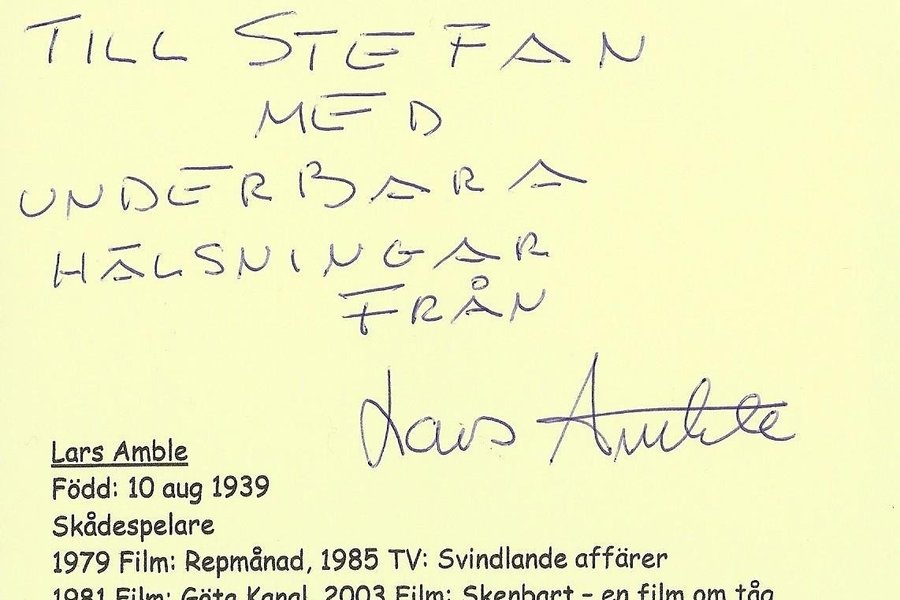 TILL STEFAN
MED
UNDERBARA
HÄLSNINGAR
FRÅN
Lars Amble
Lars Amble
Född: 10 aug 1939
Skådespelare
1979 Film: Repmånad, 1985 TV: Svindlande affärer
1981 Film: Göta Kanal, 2003 Film: Skenbart - en film om tåg